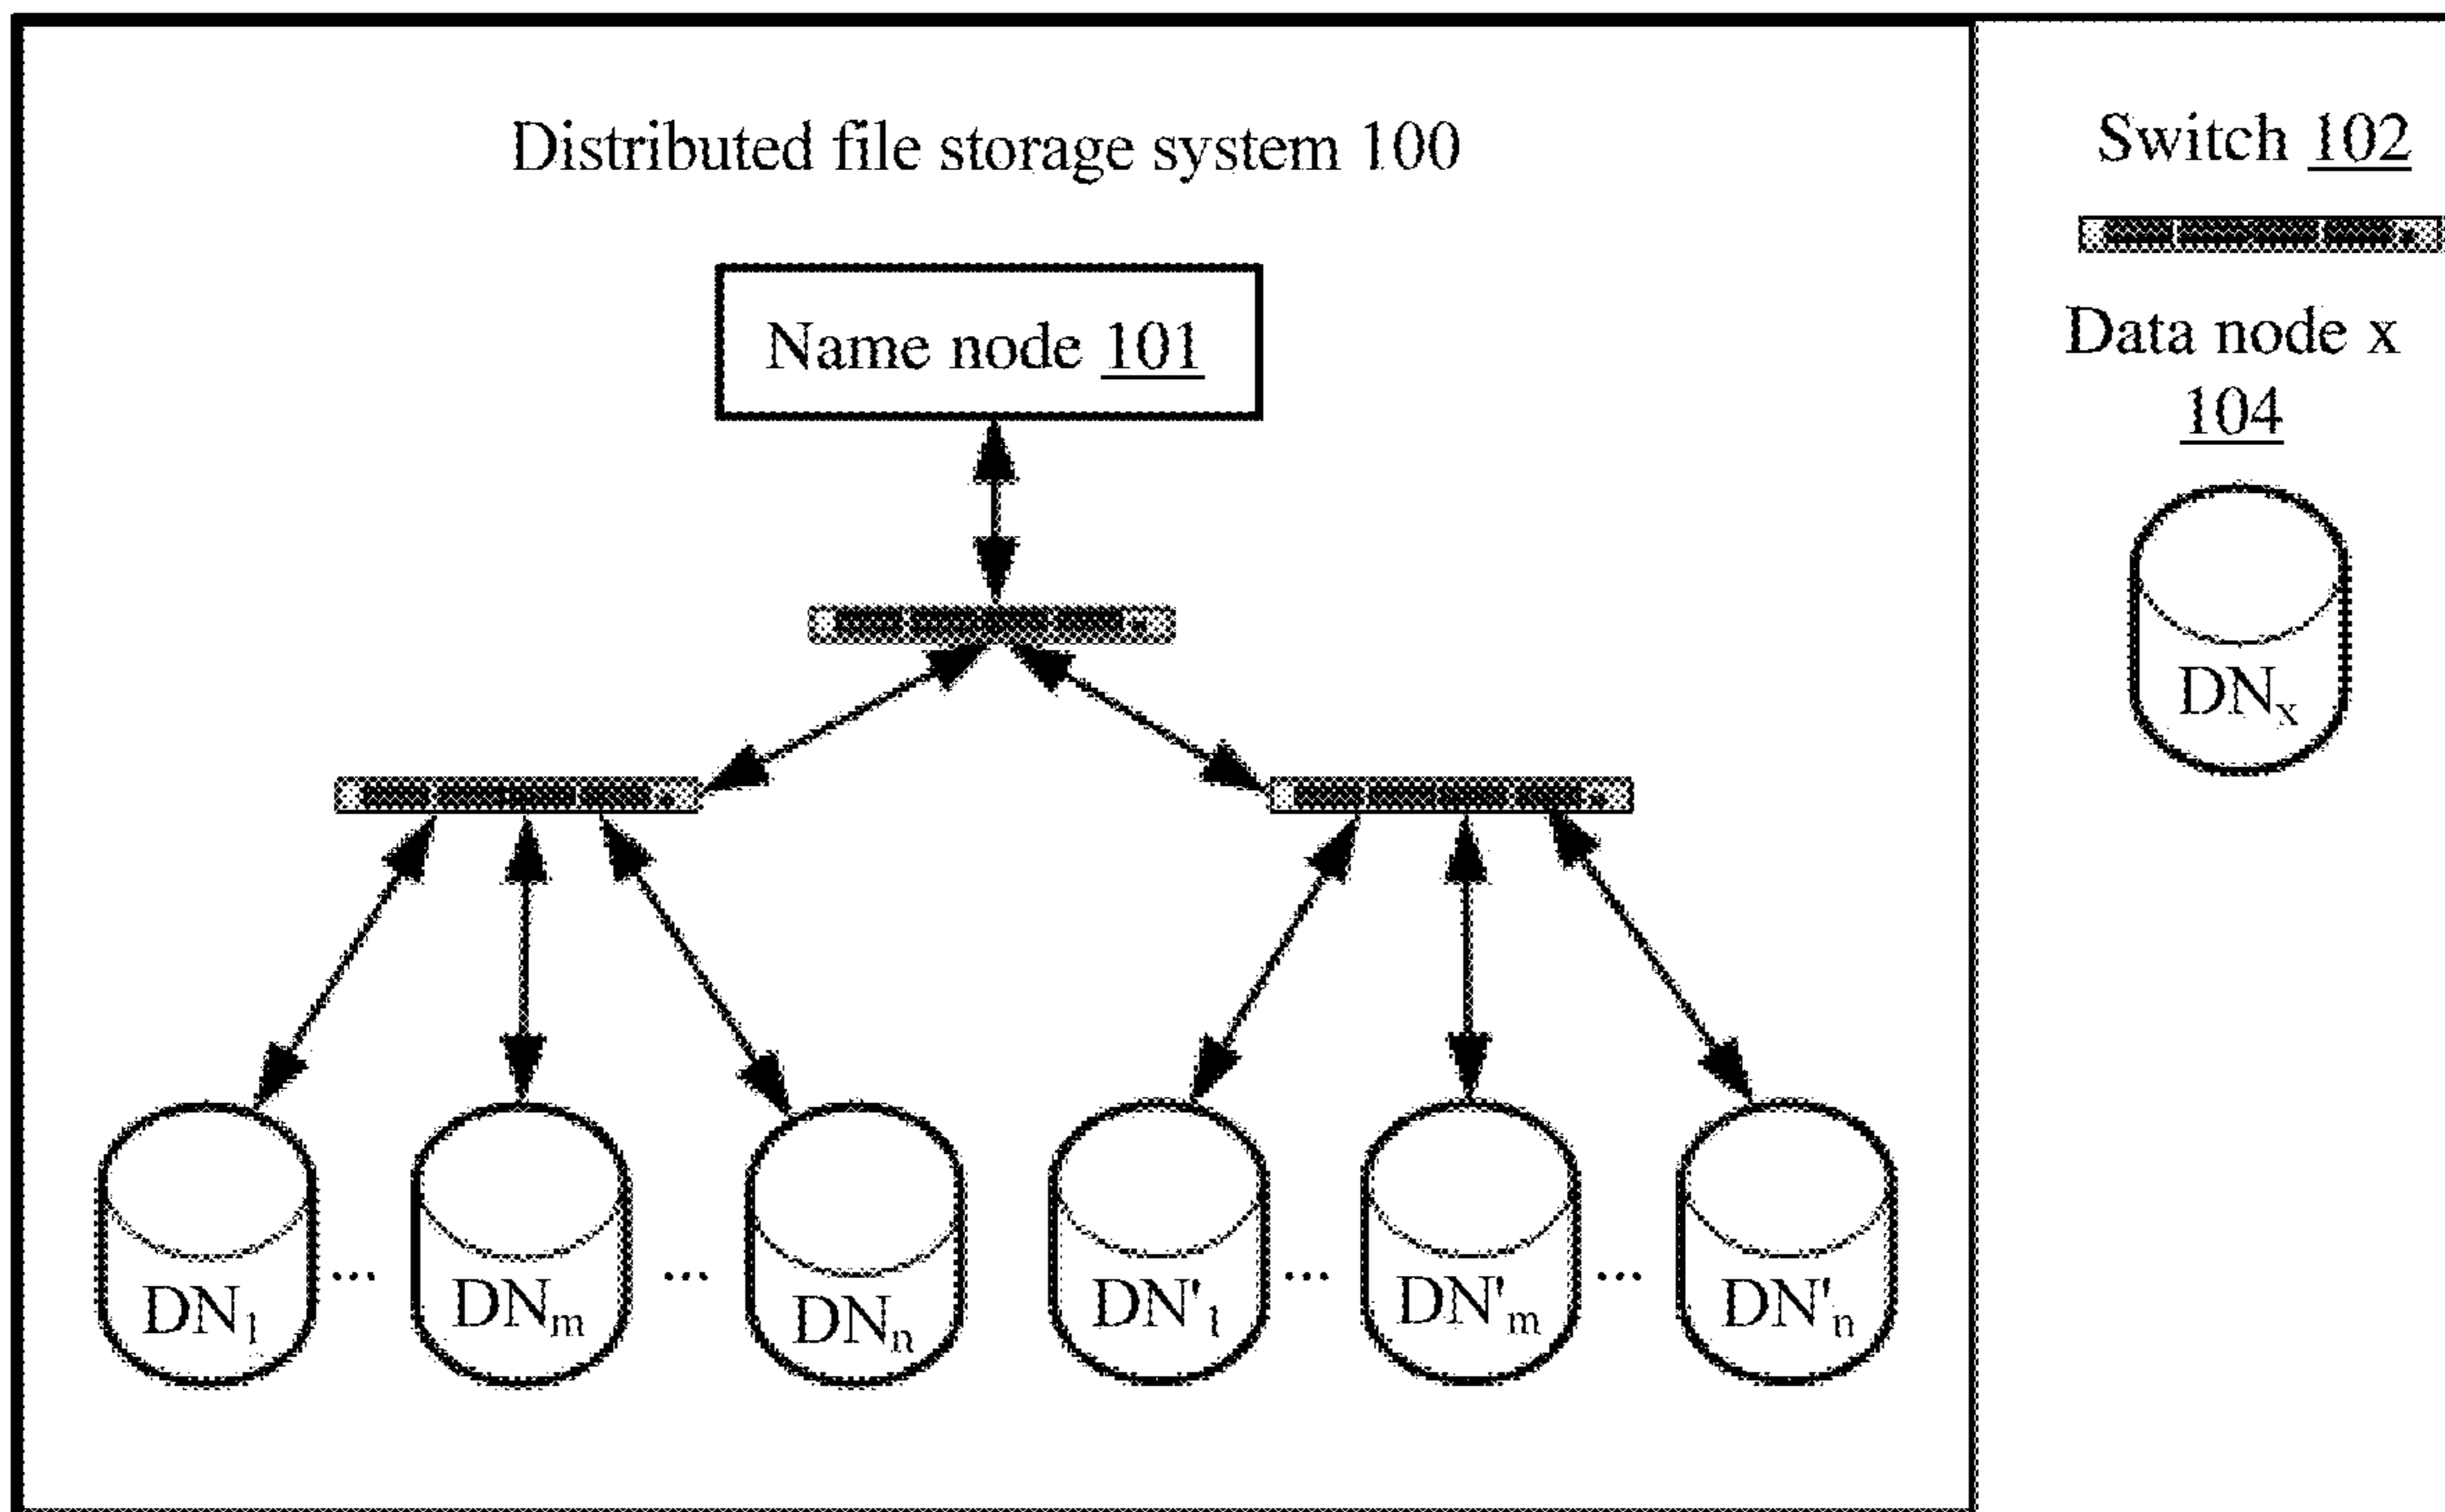 Distributed file storage system 100
Name node 101
DN₁ ... DNₘ ... DNₙ DN'₁ ... DN'ₘ ... DN'ₙ
Switch 102
Data node x
104
DNₓ